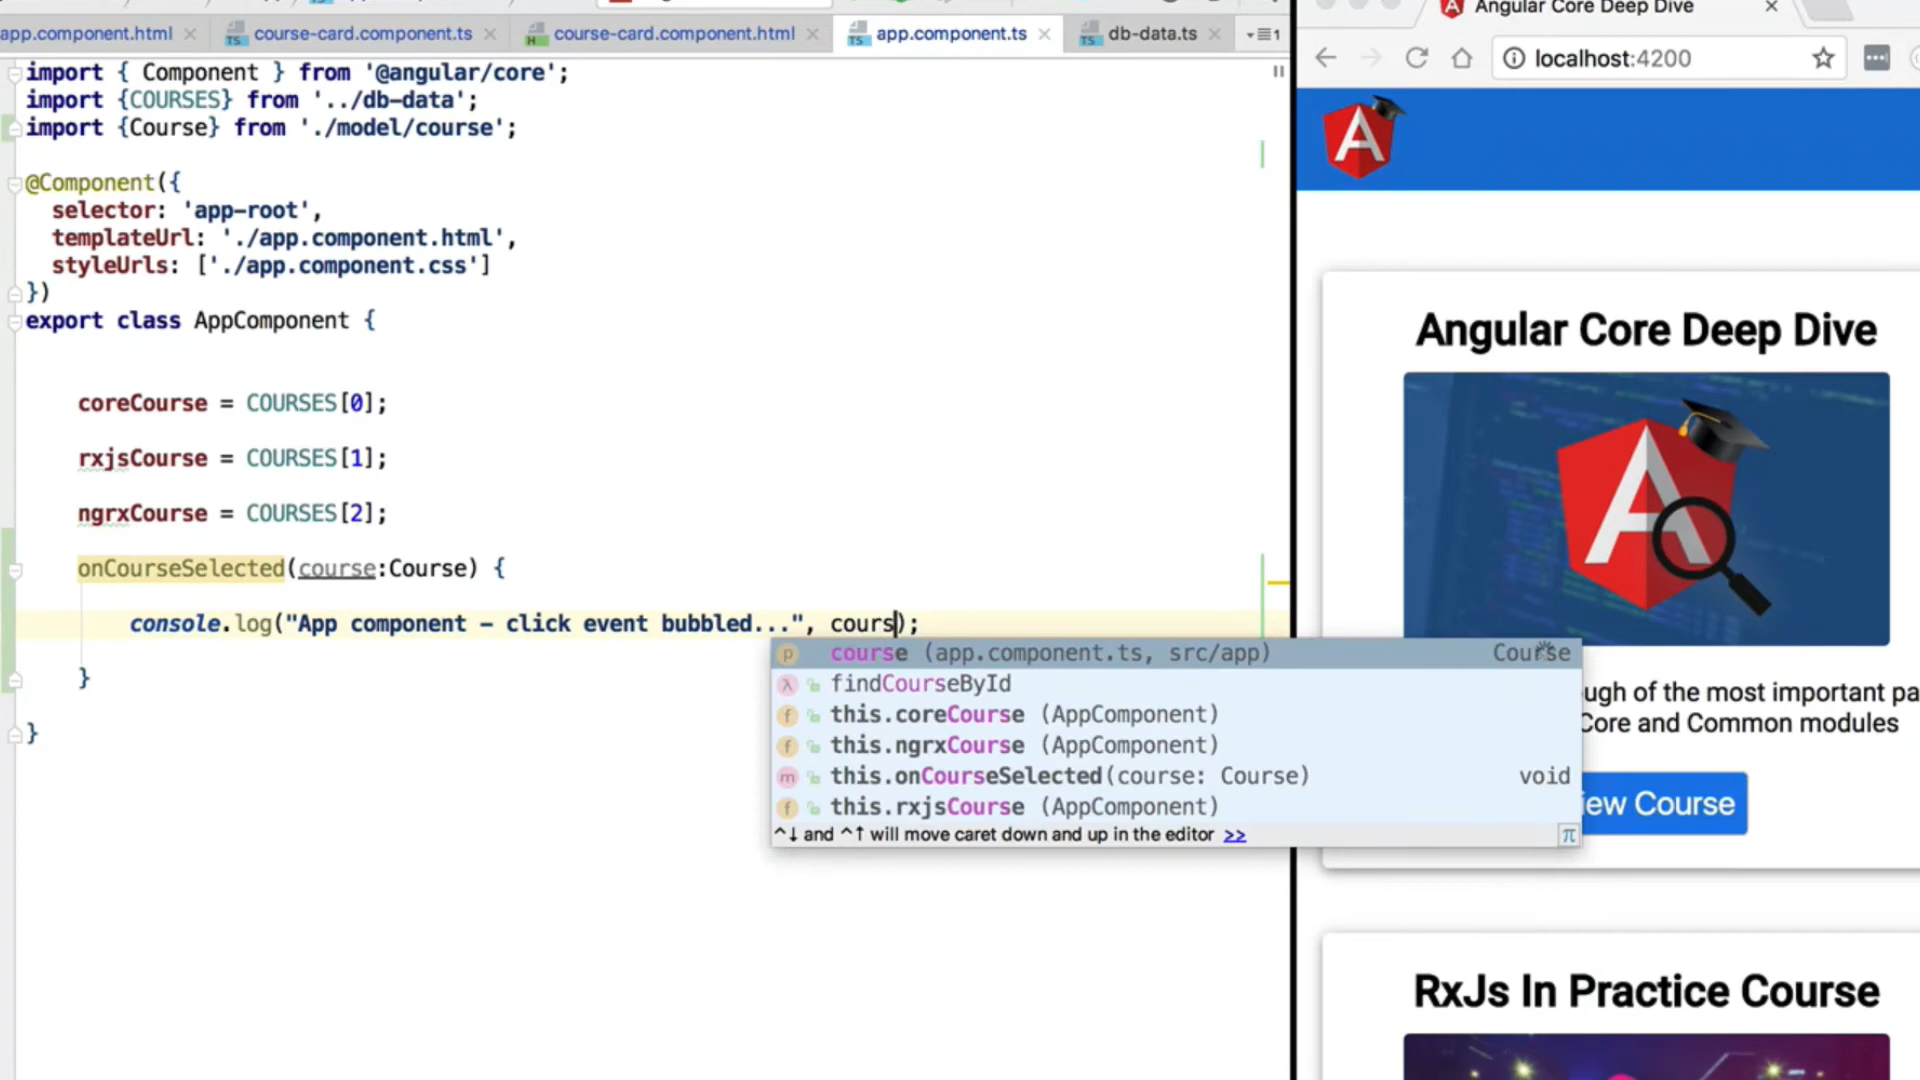 app.component.html
course-card.component.ts
course-card.component.html
app.component.ts
db-data.ts
1
import { Component } from '@angular/core';
import {COURSES} from '../db-data';
import {Course} from './model/course';
@Component({
selector: 'app-root',
templateUrl: './app.component.html',
styleUrls: ['./app.component.css']
})
export class AppComponent {
coreCourse = COURSES[0];
rxjsCourse = COURSES[1];
ngrxCourse = COURSES[2];
onCourseSelected(course:Course) {
console.log("App component - click event bubbled...", cours);
}
}
p course (app.component.ts, src/app) Course
λ findCourseById
f this.coreCourse (AppComponent)
f this.ngrxCourse (AppComponent)
m this.onCourseSelected(course: Course) void
f this.rxjsCourse (AppComponent)
^↓ and ^↑ will move caret down and up in the editor >> π
Angular Core Deep Dive
localhost:4200
Angular Core Deep Dive
ugh of the most important pa
Core and Common modules
iew Course
RxJs In Practice Course